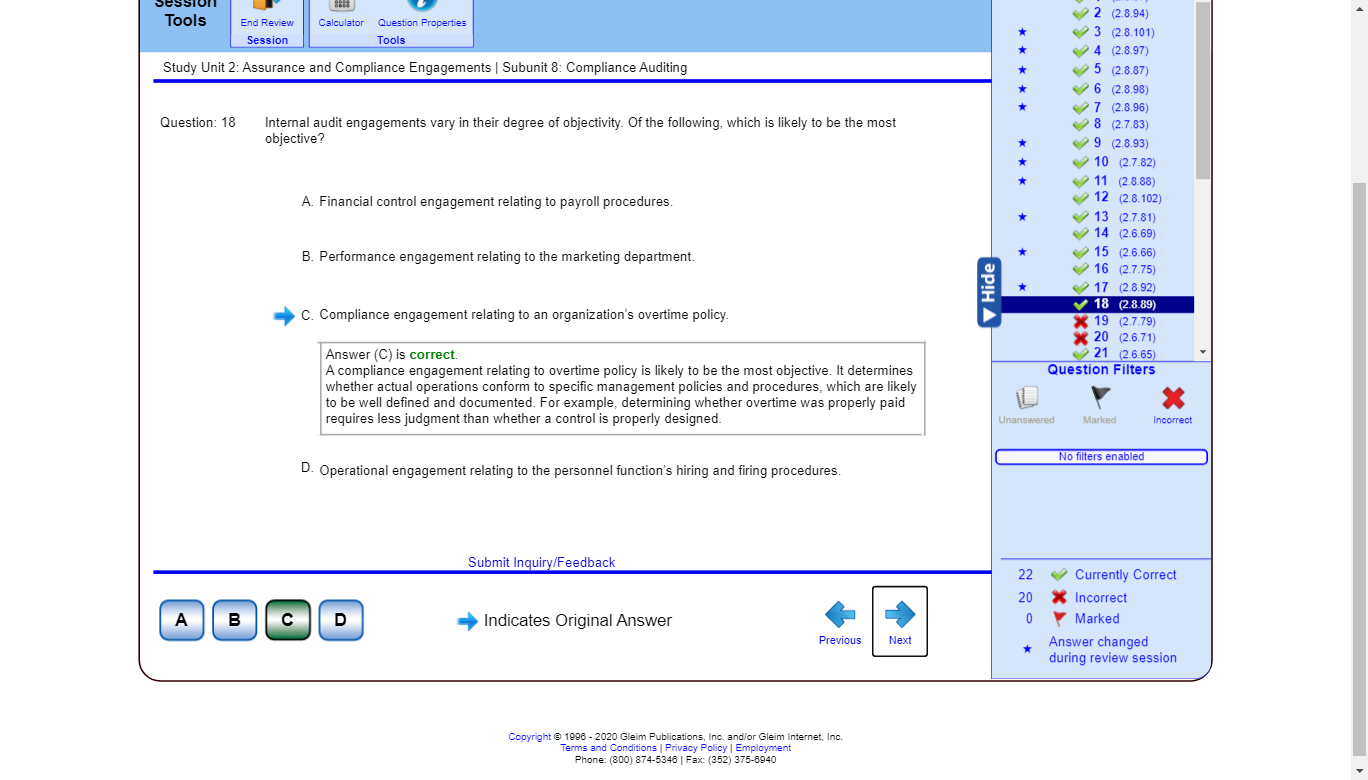 Session
Tools
End Review
Session
Calculator
Question Properties
Tools
Study Unit 2: Assurance and Compliance Engagements | Subunit 8: Compliance Auditing
Question: 18
Internal audit engagements vary in their degree of objectivity. Of the following, which is likely to be the most
objective?
A. Financial control engagement relating to payroll procedures.
B. Performance engagement relating to the marketing department.
C. Compliance engagement relating to an organization's overtime policy.
Answer (C) is correct.
A compliance engagement relating to overtime policy is likely to be the most objective. It determines
whether actual operations conform to specific management policies and procedures, which are likely
to be well defined and documented. For example, determining whether overtime was properly paid
requires less judgment than whether a control is properly designed.
D. Operational engagement relating to the personnel function's hiring and firing procedures.
Submit Inquiry/Feedback
A
B
C
D
Indicates Original Answer
Previous
Next
Hide
2 (2.8.94)
★ 3 (2.8.101)
★ 4 (2.8.97)
★ 5 (2.8.87)
★ 6 (2.8.98)
★ 7 (2.8.96)
8 (2.7.83)
★ 9 (2.8.93)
★ 10 (2.7.82)
★ 11 (2.8.88)
12 (2.8.102)
★ 13 (2.7.81)
14 (2.6.69)
★ 15 (2.6.66)
16 (2.7.75)
★ 17 (2.8.92)
18 (2.8.89)
19 (2.7.79)
20 (2.6.71)
21 (2.6.65)
Question Filters
Unanswered
Marked
Incorrect
No filters enabled
22 Currently Correct
20 Incorrect
0 Marked
★ Answer changed
during review session
Copyright © 1996 - 2020 Gleim Publications, Inc. and/or Gleim Internet, Inc.
Terms and Conditions | Privacy Policy | Employment
Phone: (800) 874-5346 | Fax: (352) 375-6940